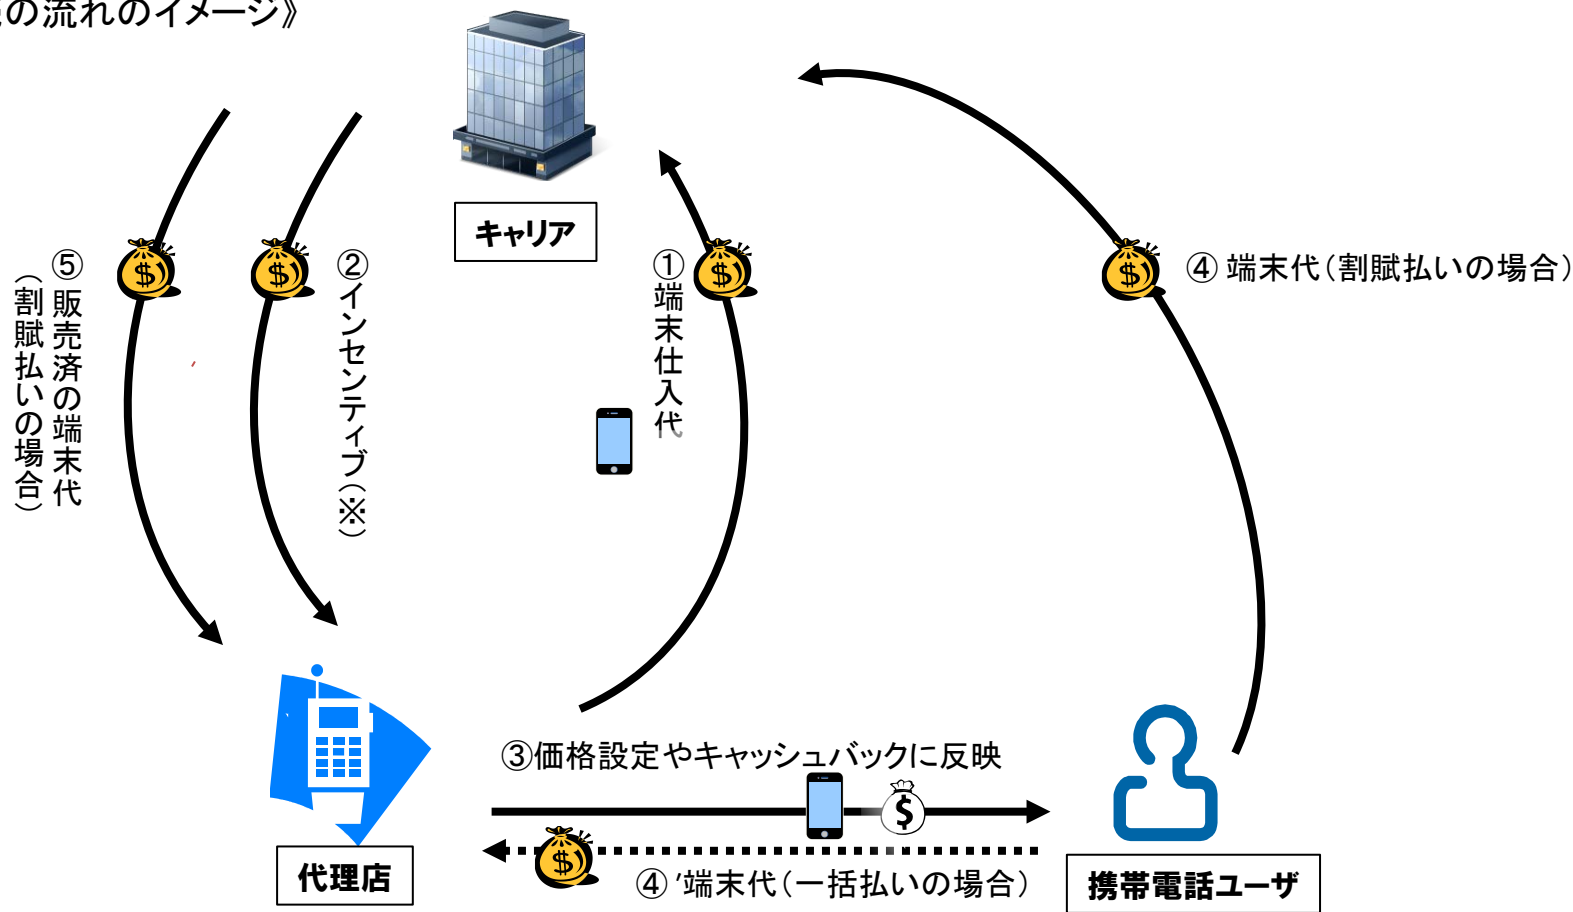 の流れのイメージ》
キャリア
⑤販売済の端末代
（割賦払いの場合）
②インセンティブ（※）
①端末仕入代
④ 端末代（割賦払いの場合）
③価格設定やキャッシュバックに反映
④ ’端末代（一括払いの場合）
代理店
携帯電話ユーザ